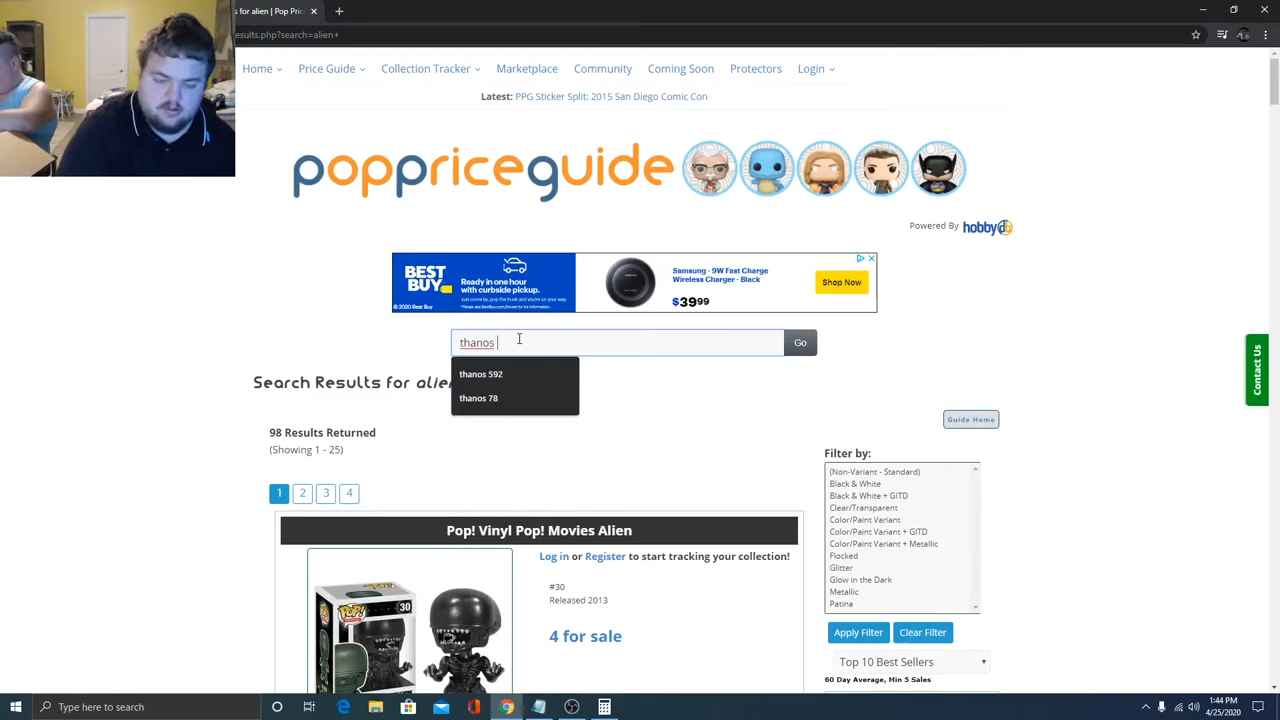 s for alien | Pop Pric
esults.php?search=alien+
Home
Price Guide
Collection Tracker
Marketplace
Community
Coming Soon
Protectors
Login
Latest: PPG Sticker Split: 2015 San Diego Comic Con
poppriceguide
Powered By hobbydb
BEST BUY
Ready in one hour with curbside pickup.
© 2020 Best Buy
Samsung - 9W Fast Charge Wireless Charger - Black
$39.99
Shop Now
thanos
Go
thanos 592
thanos 78
Search Results for alien
Contact Us
Guide Home
98 Results Returned
(Showing 1 - 25)
1 2 3 4
Filter by:
(Non-Variant - Standard)
Black & White
Black & White + GITD
Clear/Transparent
Color/Paint Variant
Color/Paint Variant + GITD
Color/Paint Variant + Metallic
Flocked
Glitter
Glow in the Dark
Metallic
Patina
Apply Filter
Clear Filter
Top 10 Best Sellers
60 Day Average, Min 5 Sales
Pop! Vinyl Pop! Movies Alien
Log in or Register to start tracking your collection!
#30
Released 2013
4 for sale
POP!
30
Type here to search
1:44 PM
4/25/2020